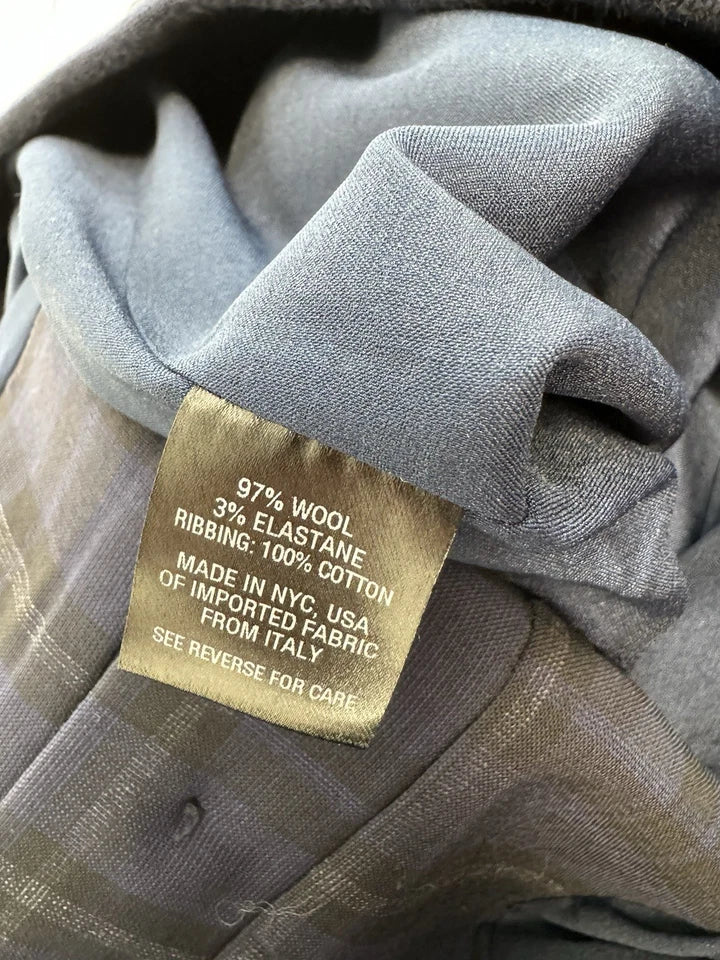 97% WOOL
3% ELASTANE
RIBBING: 100% COTTON
MADE IN NYC, USA
OF IMPORTED FABRIC
FROM ITALY
SEE REVERSE FOR CARE